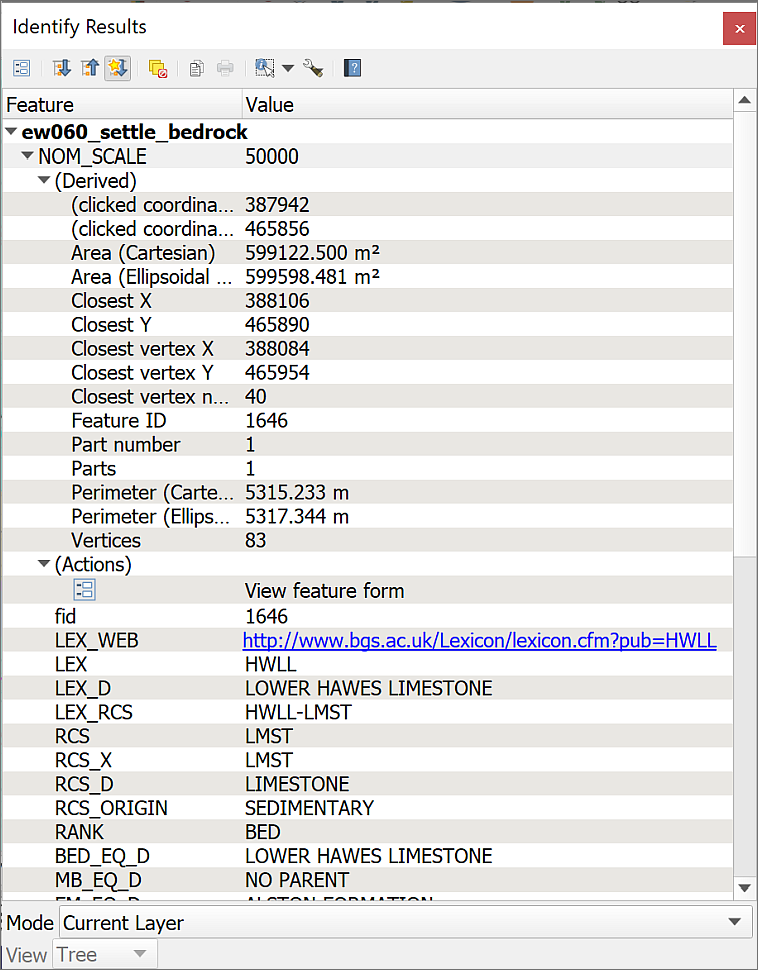 Identify Results
Feature Value
ew060_settle_bedrock
NOM_SCALE 50000
(Derived)
(clicked coordina... 387942
(clicked coordina... 465856
Area (Cartesian) 599122.500 m²
Area (Ellipsoidal ... 599598.481 m²
Closest X 388106
Closest Y 465890
Closest vertex X 388084
Closest vertex Y 465954
Closest vertex n... 40
Feature ID 1646
Part number 1
Parts 1
Perimeter (Carte... 5315.233 m
Perimeter (Ellips... 5317.344 m
Vertices 83
(Actions)
View feature form
fid 1646
LEX_WEB http://www.bgs.ac.uk/Lexicon/lexicon.cfm?pub=HWLL
LEX HWLL
LEX_D LOWER HAWES LIMESTONE
LEX_RCS HWLL-LMST
RCS LMST
RCS_X LMST
RCS_D LIMESTONE
RCS_ORIGIN SEDIMENTARY
RANK BED
BED_EQ_D LOWER HAWES LIMESTONE
MB_EQ_D NO PARENT
FM_EQ_D ALSTON FORMATION
Mode Current Layer
View Tree